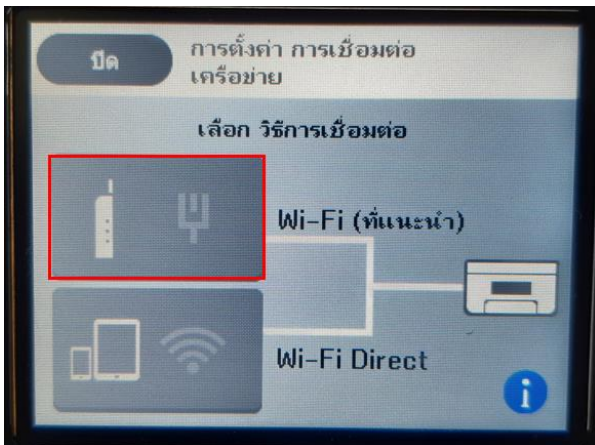 ปิด
การตั้งค่า การเชื่อมต่อ
เครือข่าย
เลือก วิธีการเชื่อมต่อ
Wi-Fi (ที่แนะนำ)
Wi-Fi Direct
i